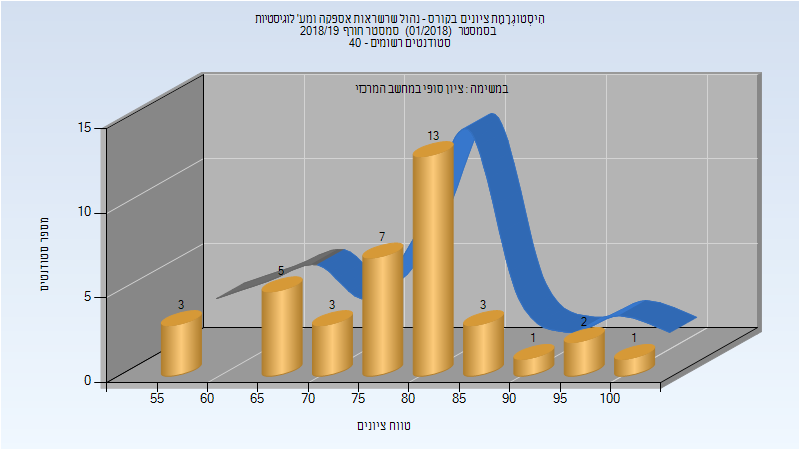 היסטוגְרָמַת ציונים בקורס - נהול שרשראות אספקה ומע' לוגיסטיות
בסמסטר (01/2018) סמסטר חורף 2018/19
סטודנטים רשומים - 40
במשימה : ציון סופי במחשב המרכזי
מספר סטודנטים
15
10
5
0
3
5
3
7
13
3
1
2
1
55 60 65 70 75 80 85 90 95 100
טווח ציונים